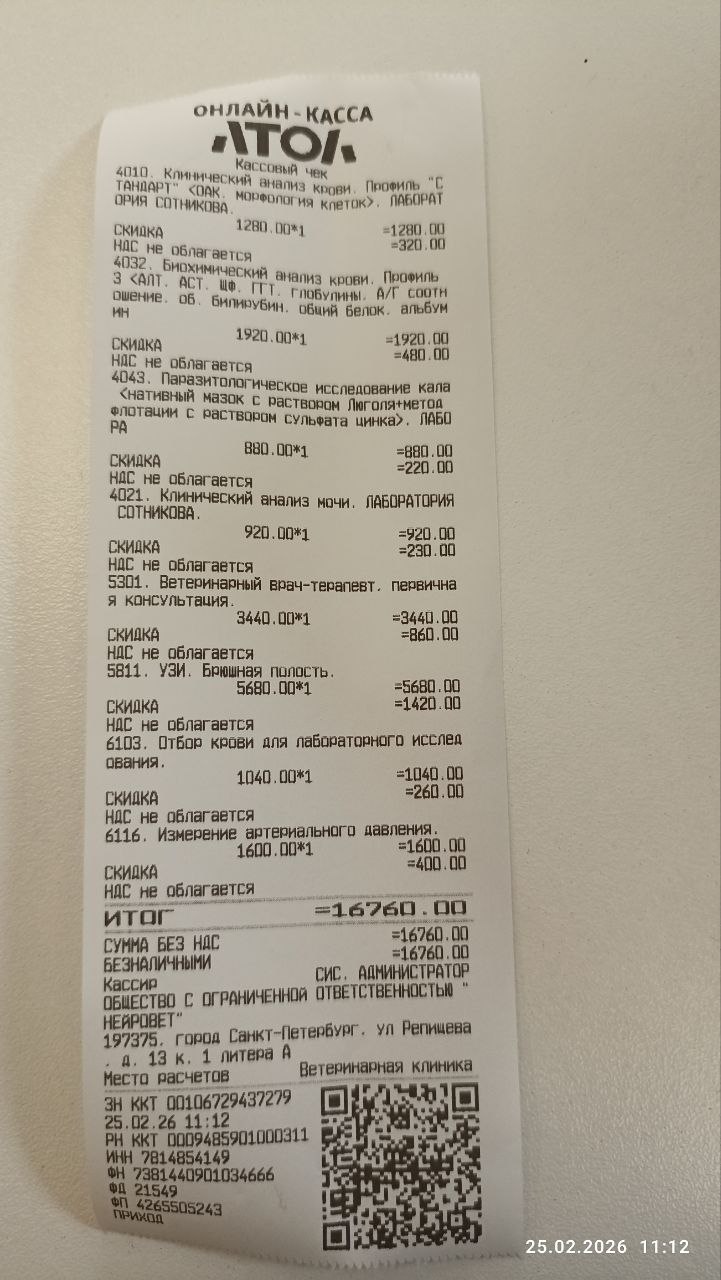 ОНЛАЙН-КАССА
АТОЛ
Кассовый чек
4010. Клинический анализ крови. Профиль "С
ТАНДАРТ" <ОАК. морфология клеток>. ЛАБОРАТ
ОРИЯ СОТНИКОВА.
1280.00*1 =1280.00
СКИДКА =320.00
НДС не облагается
4032. Биохимический анализ крови. Профиль
3 <АЛТ. АСТ. ЩФ. ГГТ. глобулины. А/Г соотн
ошение. об. билирубин. общий белок. альбум
ин
1920.00*1 =1920.00
СКИДКА =480.00
НДС не облагается
4043. Паразитологическое исследование кала
<нативный мазок с раствором Люголя+метод
флотации с раствором сульфата цинка>. ЛАБО
РА
880.00*1 =880.00
СКИДКА =220.00
НДС не облагается
4021. Клинический анализ мочи. ЛАБОРАТОРИЯ
СОТНИКОВА.
920.00*1 =920.00
СКИДКА =230.00
НДС не облагается
5301. Ветеринарный врач-терапевт. первична
я консультация.
3440.00*1 =3440.00
СКИДКА =860.00
НДС не облагается
5811. УЗИ. Брюшная полость.
5680.00*1 =5680.00
СКИДКА =1420.00
НДС не облагается
6103. Отбор крови для лабораторного исслед
ования.
1040.00*1 =1040.00
СКИДКА =260.00
НДС не облагается
6116. Измерение артериального давления.
1600.00*1 =1600.00
СКИДКА =400.00
НДС не облагается
ИТОГ =16760.00
СУММА БЕЗ НДС =16760.00
БЕЗНАЛИЧНЫМИ =16760.00
Кассир СИС. АДМИНИСТРАТОР
ОБЩЕСТВО С ОГРАНИЧЕННОЙ ОТВЕТСТВЕННОСТЬЮ "
НЕЙРОВЕТ"
197375. город Санкт-Петербург. ул Репищева
. д. 13 к. 1 литера А
Место расчетов Ветеринарная клиника
ЗН ККТ 00106729437279
25.02.26 11:12
РН ККТ 0009485901000311
ИНН 7814854149
ФН 7381440901034666
ФД 21549
ФП 4265505243
ПРИХОД
25.02.2026 11:12